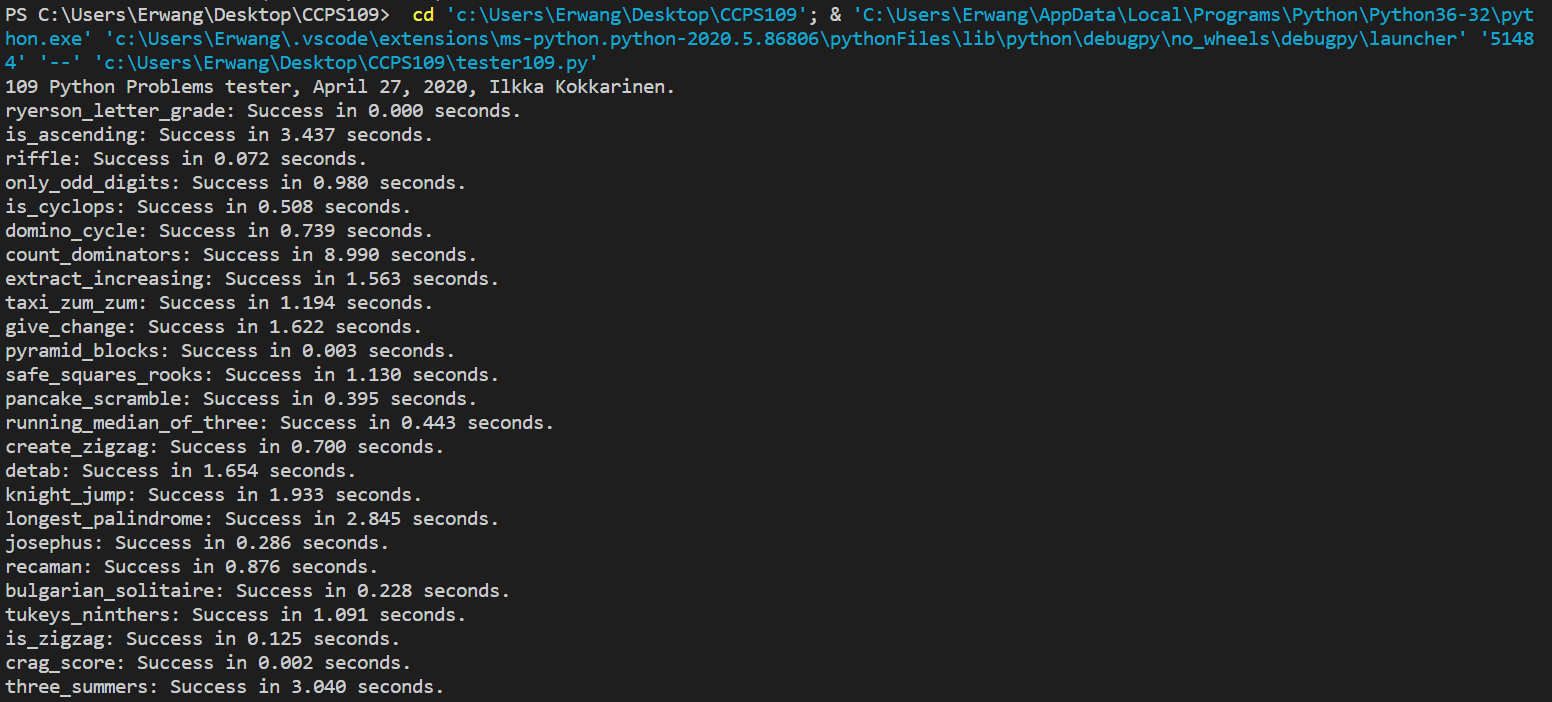 PS C:\Users\Erwang\Desktop\CCPS109>  cd 'c:\Users\Erwang\Desktop\CCPS109'; & 'C:\Users\Erwang\AppData\Local\Programs\Python\Python36-32\pyt
hon.exe' 'c:\Users\Erwang\.vscode\extensions\ms-python.python-2020.5.86806\pythonFiles\lib\python\debugpy\no_wheels\debugpy\launcher' '5148
4' '--' 'c:\Users\Erwang\Desktop\CCPS109\tester109.py'
109 Python Problems tester, April 27, 2020, Ilkka Kokkarinen.
ryerson_letter_grade: Success in 0.000 seconds.
is_ascending: Success in 3.437 seconds.
riffle: Success in 0.072 seconds.
only_odd_digits: Success in 0.980 seconds.
is_cyclops: Success in 0.508 seconds.
domino_cycle: Success in 0.739 seconds.
count_dominators: Success in 8.990 seconds.
extract_increasing: Success in 1.563 seconds.
taxi_zum_zum: Success in 1.194 seconds.
give_change: Success in 1.622 seconds.
pyramid_blocks: Success in 0.003 seconds.
safe_squares_rooks: Success in 1.130 seconds.
pancake_scramble: Success in 0.395 seconds.
running_median_of_three: Success in 0.443 seconds.
create_zigzag: Success in 0.700 seconds.
detab: Success in 1.654 seconds.
knight_jump: Success in 1.933 seconds.
longest_palindrome: Success in 2.845 seconds.
josephus: Success in 0.286 seconds.
recaman: Success in 0.876 seconds.
bulgarian_solitaire: Success in 0.228 seconds.
tukeys_ninthers: Success in 1.091 seconds.
is_zigzag: Success in 0.125 seconds.
crag_score: Success in 0.002 seconds.
three_summers: Success in 3.040 seconds.